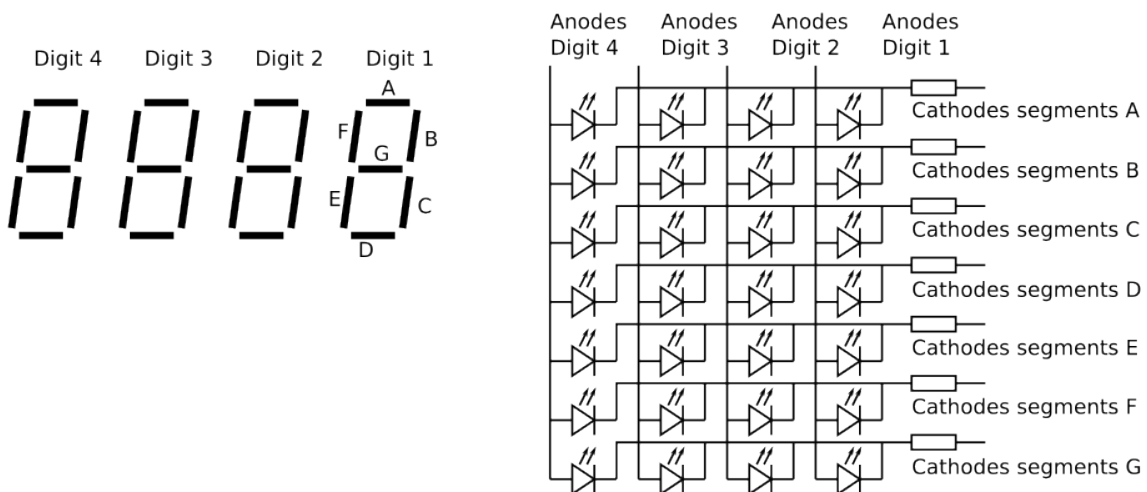 Digit 4 Digit 3 Digit 2 Digit 1
A
F
B
G
E
C
D
Anodes Anodes Anodes Anodes
Digit 4 Digit 3 Digit 2 Digit 1
Cathodes segments A
Cathodes segments B
Cathodes segments C
Cathodes segments D
Cathodes segments E
Cathodes segments F
Cathodes segments G